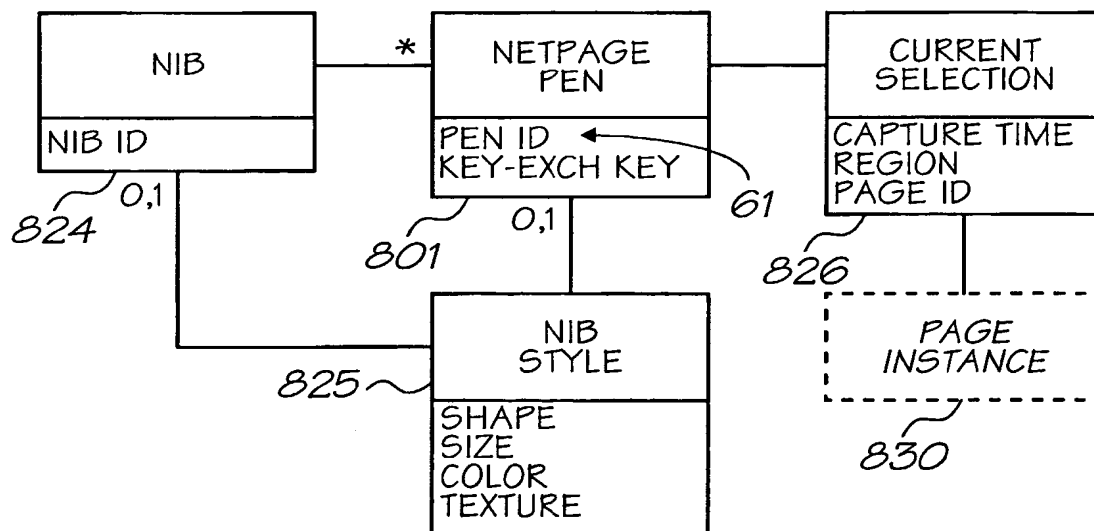 NIB
NIB ID
0,1
824
*
NETPAGE
PEN
PEN ID
KEY-EXCH KEY
61
801
0,1
CURRENT
SELECTION
CAPTURE TIME
REGION
PAGE ID
826
NIB
STYLE
825
SHAPE
SIZE
COLOR
TEXTURE
PAGE
INSTANCE
830